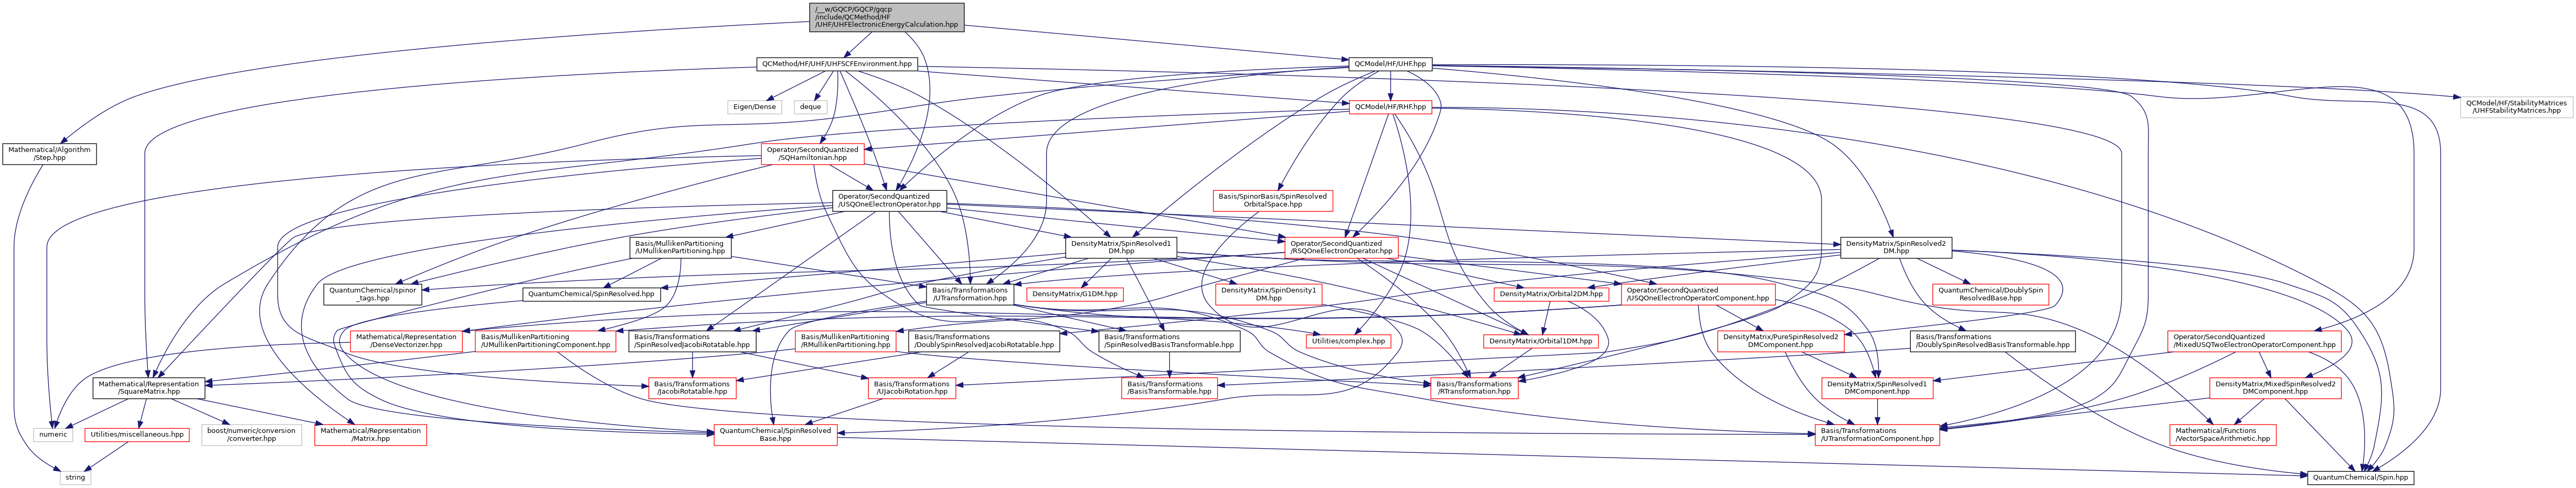 /__w/GQCP/GQCP/gqcp
/include/QCMethod/HF
/UHF/UHFElectronicEnergyCalculation.hpp
QCMethod/HF/UHF/UHFSCFEnvironment.hpp
QCModel/HF/UHF.hpp
Eigen/Dense
deque
QCModel/HF/RHF.hpp
QCModel/HF/StabilityMatrices
/UHFStabilityMatrices.hpp
Mathematical/Algorithm
/Step.hpp
Operator/SecondQuantized
/SQHamiltonian.hpp
Operator/SecondQuantized
/USQOneElectronOperator.hpp
Basis/SpinorBasis/SpinResolved
OrbitalSpace.hpp
Basis/MullikenPartitioning
/UMullikenPartitioning.hpp
DensityMatrix/SpinResolved1
DM.hpp
Operator/SecondQuantized
/RSQOneElectronOperator.hpp
DensityMatrix/SpinResolved2
DM.hpp
QuantumChemical/spinor
_tags.hpp
QuantumChemical/SpinResolved.hpp
Basis/Transformations
/UTransformation.hpp
DensityMatrix/G1DM.hpp
DensityMatrix/SpinDensity1
DM.hpp
DensityMatrix/Orbital2DM.hpp
Operator/SecondQuantized
/USQOneElectronOperatorComponent.hpp
QuantumChemical/DoublySpin
ResolvedBase.hpp
Mathematical/Representation
/DenseVectorizer.hpp
Basis/MullikenPartitioning
/UMullikenPartitioningComponent.hpp
Basis/Transformations
/SpinResolvedJacobiRotatable.hpp
Basis/MullikenPartitioning
/RMullikenPartitioning.hpp
Basis/Transformations
/DoublySpinResolvedJacobiRotatable.hpp
Basis/Transformations
/SpinResolvedBasisTransformable.hpp
Utilities/complex.hpp
DensityMatrix/Orbital1DM.hpp
DensityMatrix/PureSpinResolved2
DMComponent.hpp
Basis/Transformations
/DoublySpinResolvedBasisTransformable.hpp
Operator/SecondQuantized
/MixedUSQTwoElectronOperatorComponent.hpp
Mathematical/Representation
/SquareMatrix.hpp
Basis/Transformations
/JacobiRotatable.hpp
Basis/Transformations
/UJacobiRotation.hpp
Basis/Transformations
/BasisTransformable.hpp
Basis/Transformations
/RTransformation.hpp
DensityMatrix/SpinResolved1
DMComponent.hpp
DensityMatrix/MixedSpinResolved2
DMComponent.hpp
numeric
Utilities/miscellaneous.hpp
boost/numeric/conversion
/converter.hpp
Mathematical/Representation
/Matrix.hpp
QuantumChemical/SpinResolved
Base.hpp
Basis/Transformations
/UTransformationComponent.hpp
Mathematical/Functions
/VectorSpaceArithmetic.hpp
string
QuantumChemical/Spin.hpp